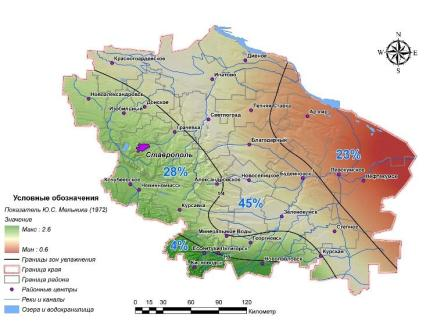 Дивное
Красногвардейское
Ипатово
Новоалександровск
Донское
Изобильный
Летняя Ставка
Арзгир
Светлоград
Грачевка
Благодарный
Ставрополь
28%
23%
Левокумское
Нефтекумск
Кочубеевское
Невинномысск
Александровское
Новоселицкое
Буденновск
45%
Курсавка
Зеленокумск
Степное
Минеральные Воды
Георгиевск
4%
Ессентуки
Пятигорск
Курская
Кисловодск
Новопавловск
N
W
E
S
Условные обозначения
Показатель Ю.С. Мелькила (1972)
Значение
Макс : 2.6
Мин : 0.6
Границы зон увлажнения
Граница края
Граница района
Районные центры
Реки и каналы
Озера и водохранилища
0 15 30 60 90 120
Километр